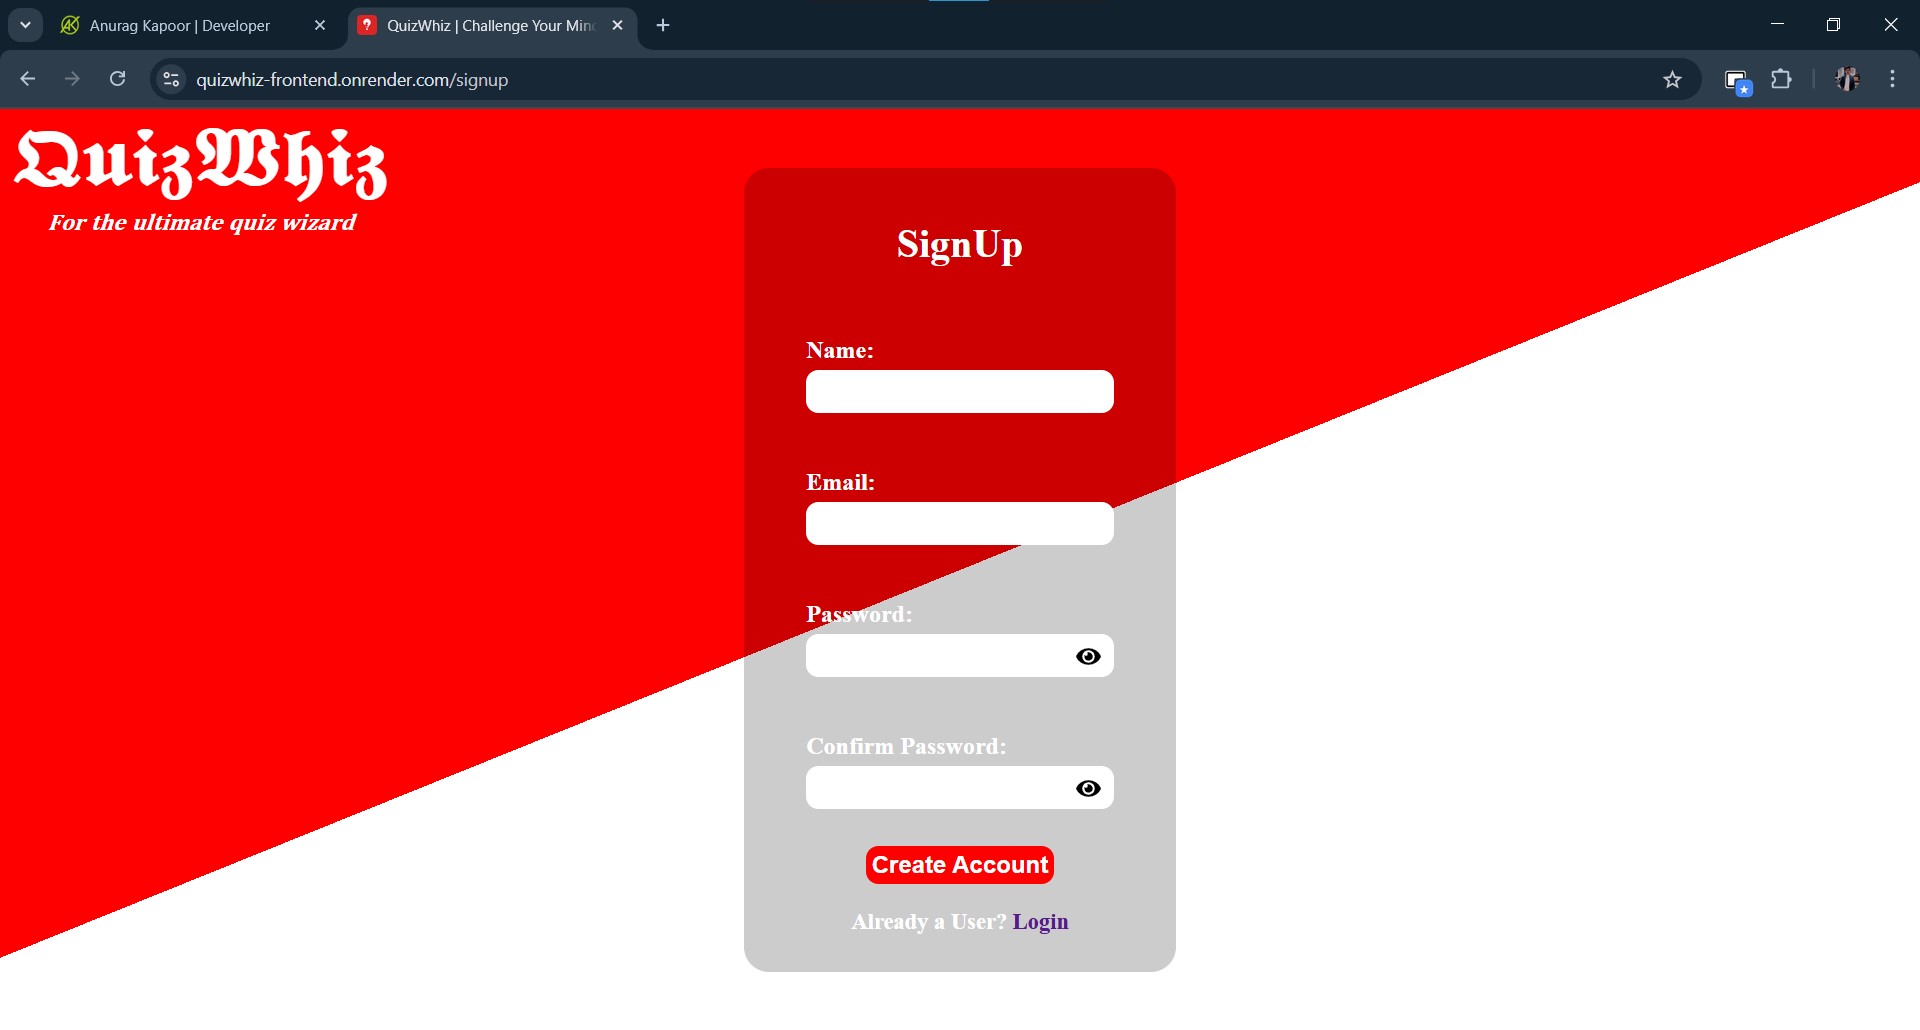 Anurag Kapoor | Developer
QuizWhiz | Challenge Your Min
quizwhiz-frontend.onrender.com/signup
QuizWhiz
For the ultimate quiz wizard
SignUp
Name:
Email:
Password:
Confirm Password:
Create Account
Already a User? Login